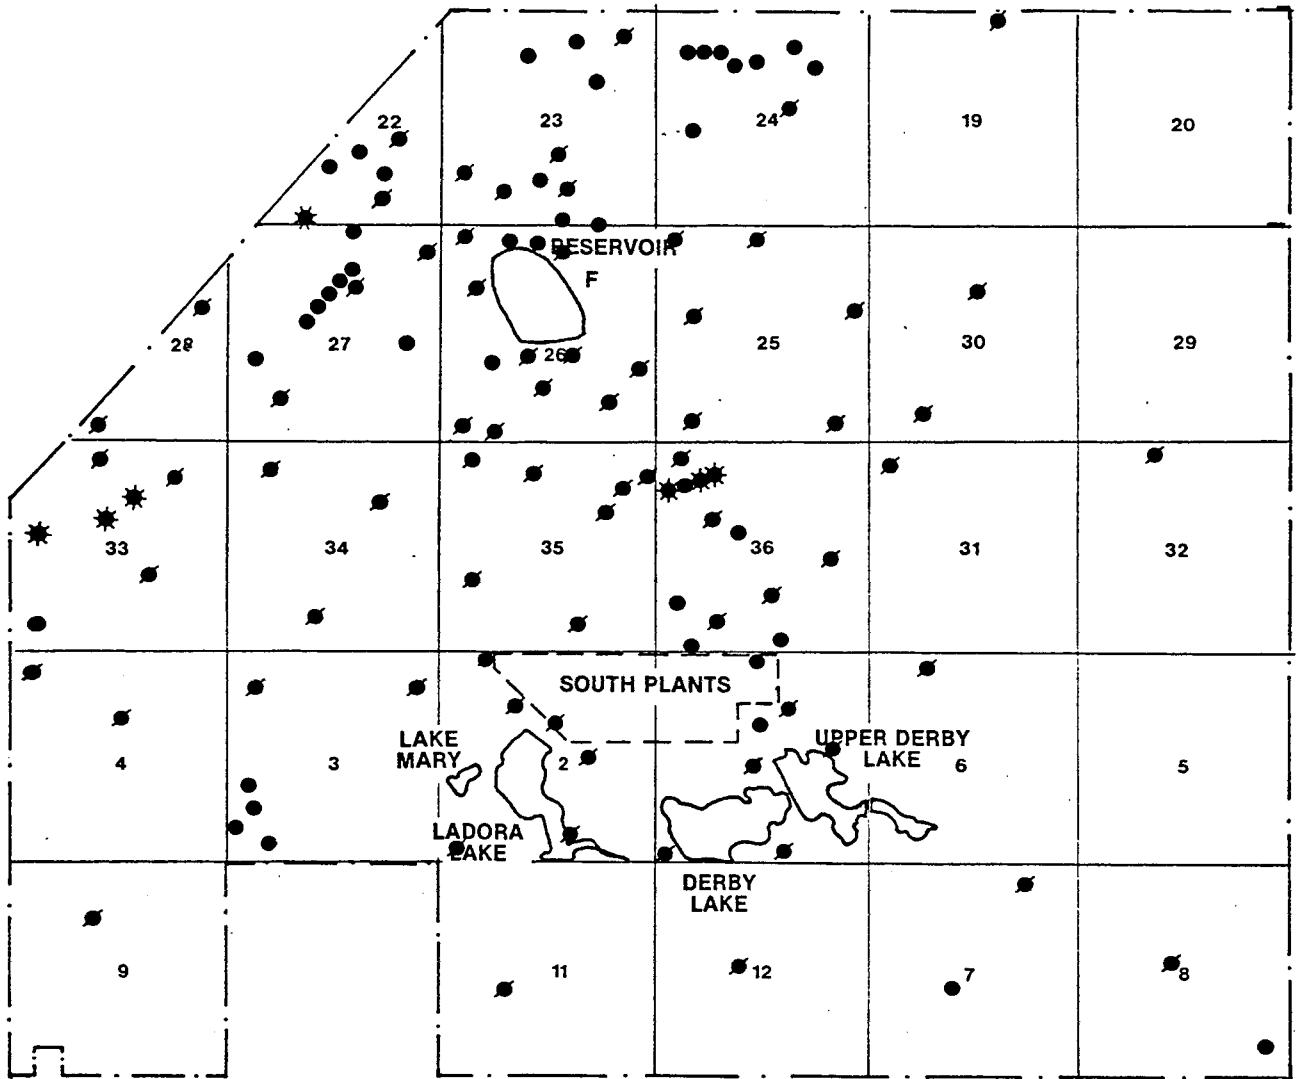 22
23
24
19
20
RESERVOIR
F
28
27
26
25
30
29
33
34
35
36
31
32
SOUTH PLANTS
LAKE
MARY
UPPER DERBY
LAKE
4
3
2
6
5
LADORA
LAKE
DERBY
LAKE
9
11
12
7
8